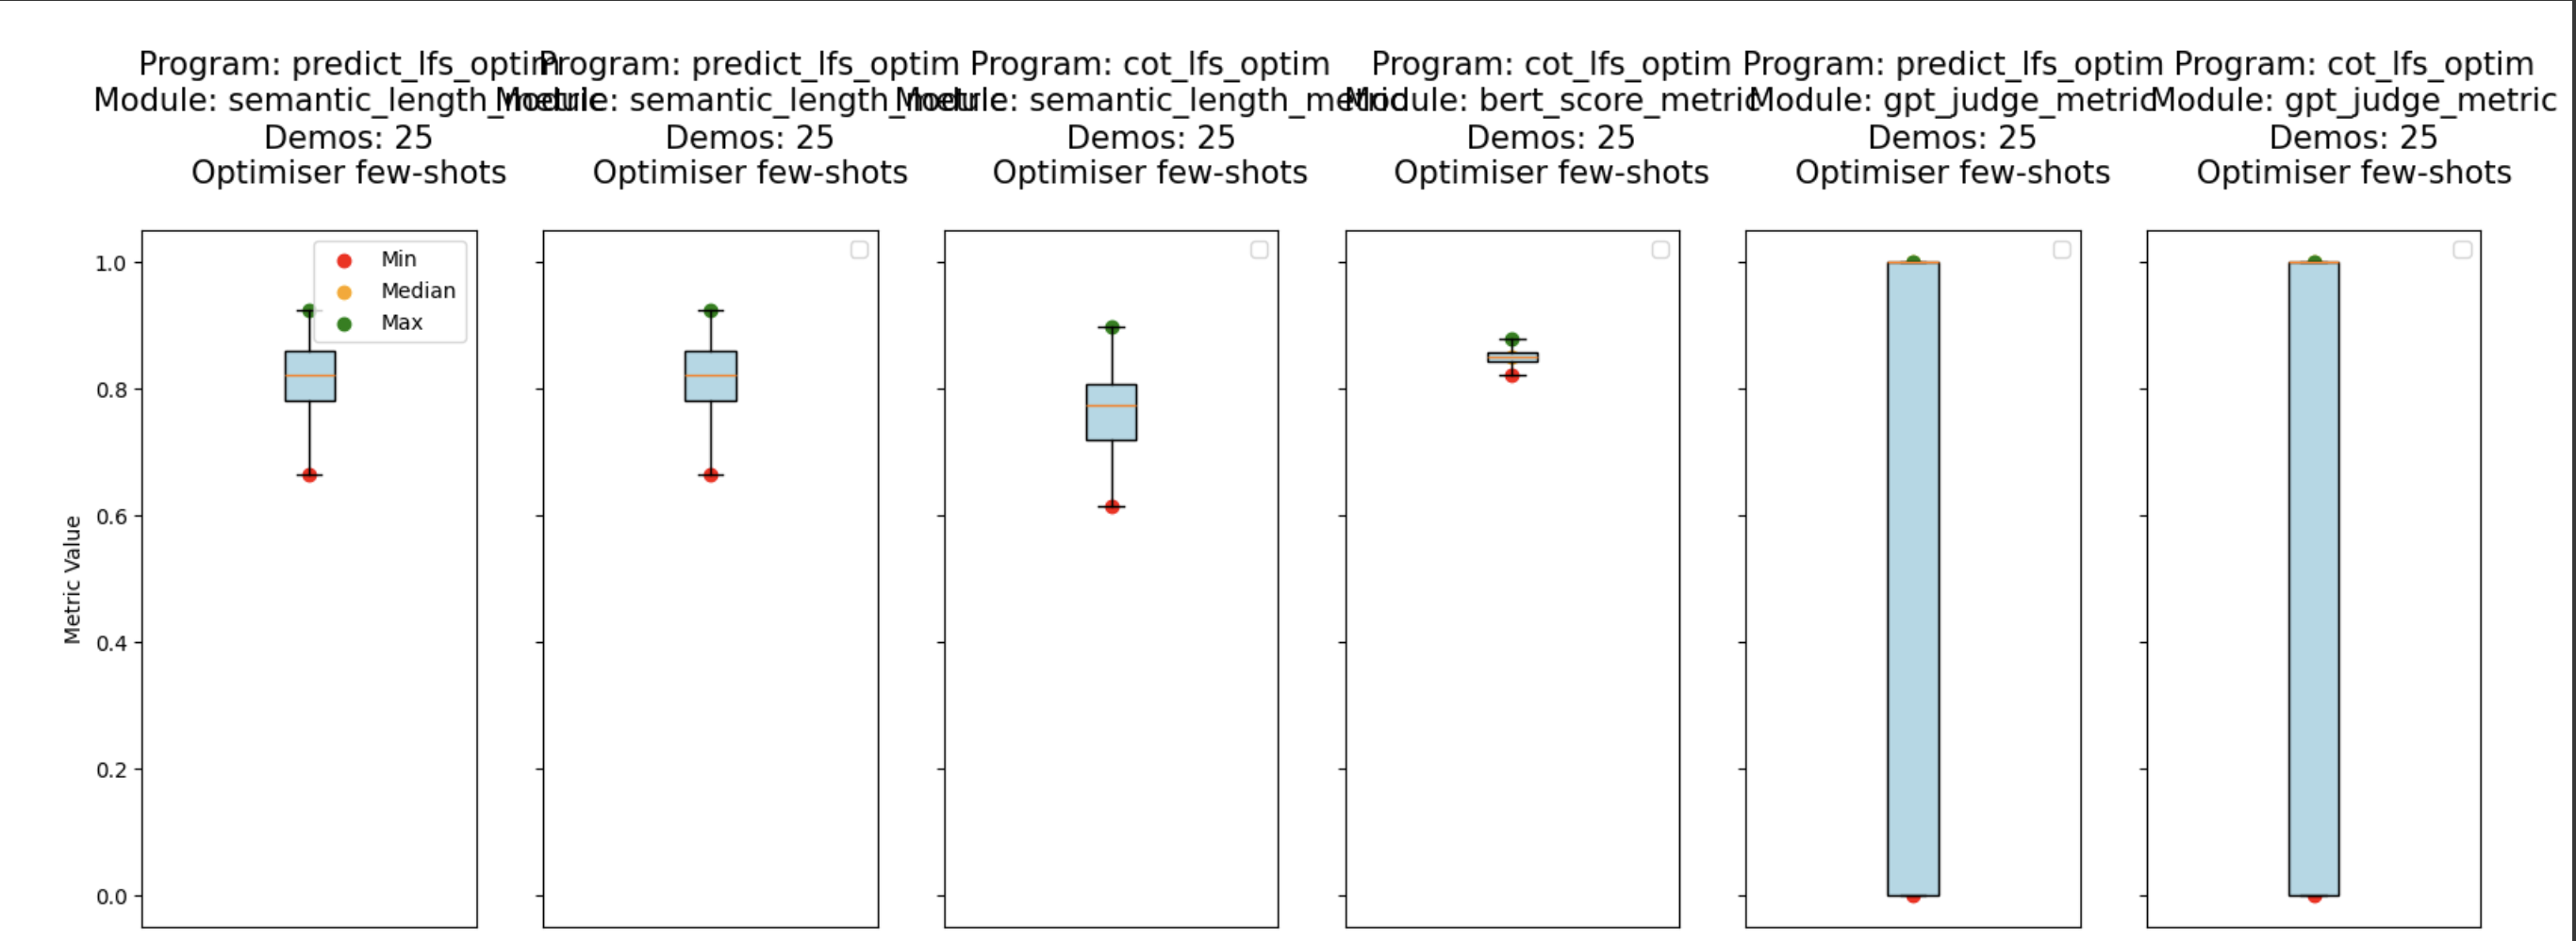 Program: predict_lfs_optim
Module: semantic_length_metric
Demos: 25
Optimiser few-shots
Program: predict_lfs_optim
Module: semantic_length_metric
Demos: 25
Optimiser few-shots
Program: cot_lfs_optim
Module: semantic_length_metric
Demos: 25
Optimiser few-shots
Program: cot_lfs_optim
Module: bert_score_metric
Demos: 25
Optimiser few-shots
Program: predict_lfs_optim
Module: gpt_judge_metric
Demos: 25
Optimiser few-shots
Program: cot_lfs_optim
Module: gpt_judge_metric
Demos: 25
Optimiser few-shots
Metric Value
1.0
0.8
0.6
0.4
0.2
0.0
Min
Median
Max